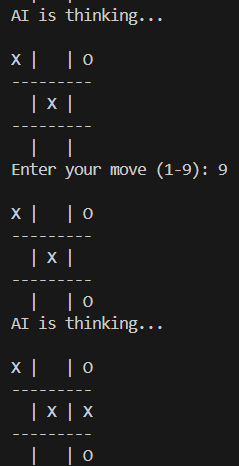 AI is thinking...
X |   | O
---------
  | X |
---------
  |   |
Enter your move (1-9): 9
X |   | O
---------
  | X |
---------
  |   | O
AI is thinking...
X |   | O
---------
  | X | X
---------
  |   | O